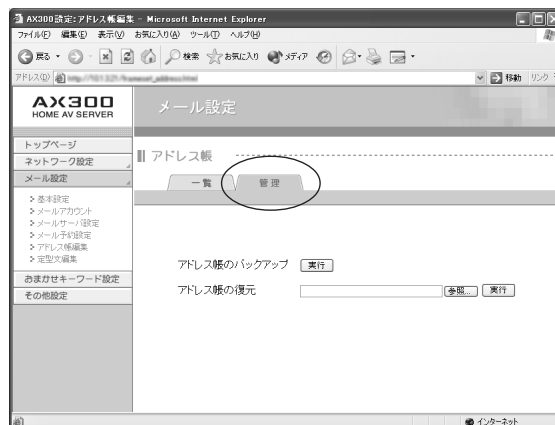 AX300設定:アドレス帳編集 - Microsoft Internet Explorer
ファイル(F) 編集(E) 表示(V) お気に入り(A) ツール(T) ヘルプ(H)
戻る 検索 お気に入り メディア
アドレス(D) 移動 リンク
AX300
HOME AV SERVER
メール設定
トップページ
ネットワーク設定
メール設定
基本設定
メールアカウント
メールサーバ設定
メール予約設定
アドレス帳編集
定型文編集
おまかせキーワード設定
その他設定
アドレス帳
一覧 管理
アドレス帳のバックアップ 実行
アドレス帳の復元 参照... 実行
インターネット